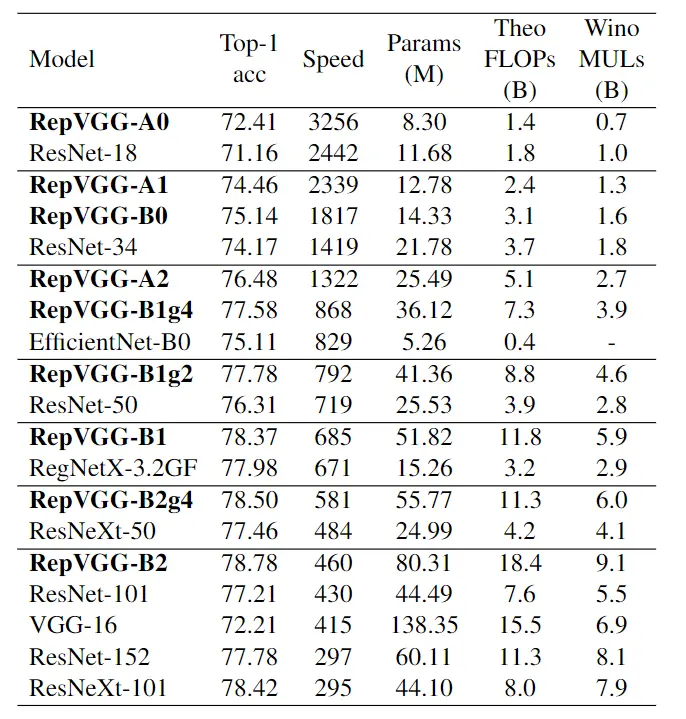 Model Top-1 acc Speed Params (M) Theo FLOPs (B) Wino MULs (B)
RepVGG-A0 72.41 3256 8.30 1.4 0.7
ResNet-18 71.16 2442 11.68 1.8 1.0
RepVGG-A1 74.46 2339 12.78 2.4 1.3
RepVGG-B0 75.14 1817 14.33 3.1 1.6
ResNet-34 74.17 1419 21.78 3.7 1.8
RepVGG-A2 76.48 1322 25.49 5.1 2.7
RepVGG-B1g4 77.58 868 36.12 7.3 3.9
EfficientNet-B0 75.11 829 5.26 0.4 -
RepVGG-B1g2 77.78 792 41.36 8.8 4.6
ResNet-50 76.31 719 25.53 3.9 2.8
RepVGG-B1 78.37 685 51.82 11.8 5.9
RegNetX-3.2GF 77.98 671 15.26 3.2 2.9
RepVGG-B2g4 78.50 581 55.77 11.3 6.0
ResNeXt-50 77.46 484 24.99 4.2 4.1
RepVGG-B2 78.78 460 80.31 18.4 9.1
ResNet-101 77.21 430 44.49 7.6 5.5
VGG-16 72.21 415 138.35 15.5 6.9
ResNet-152 77.78 297 60.11 11.3 8.1
ResNeXt-101 78.42 295 44.10 8.0 7.9